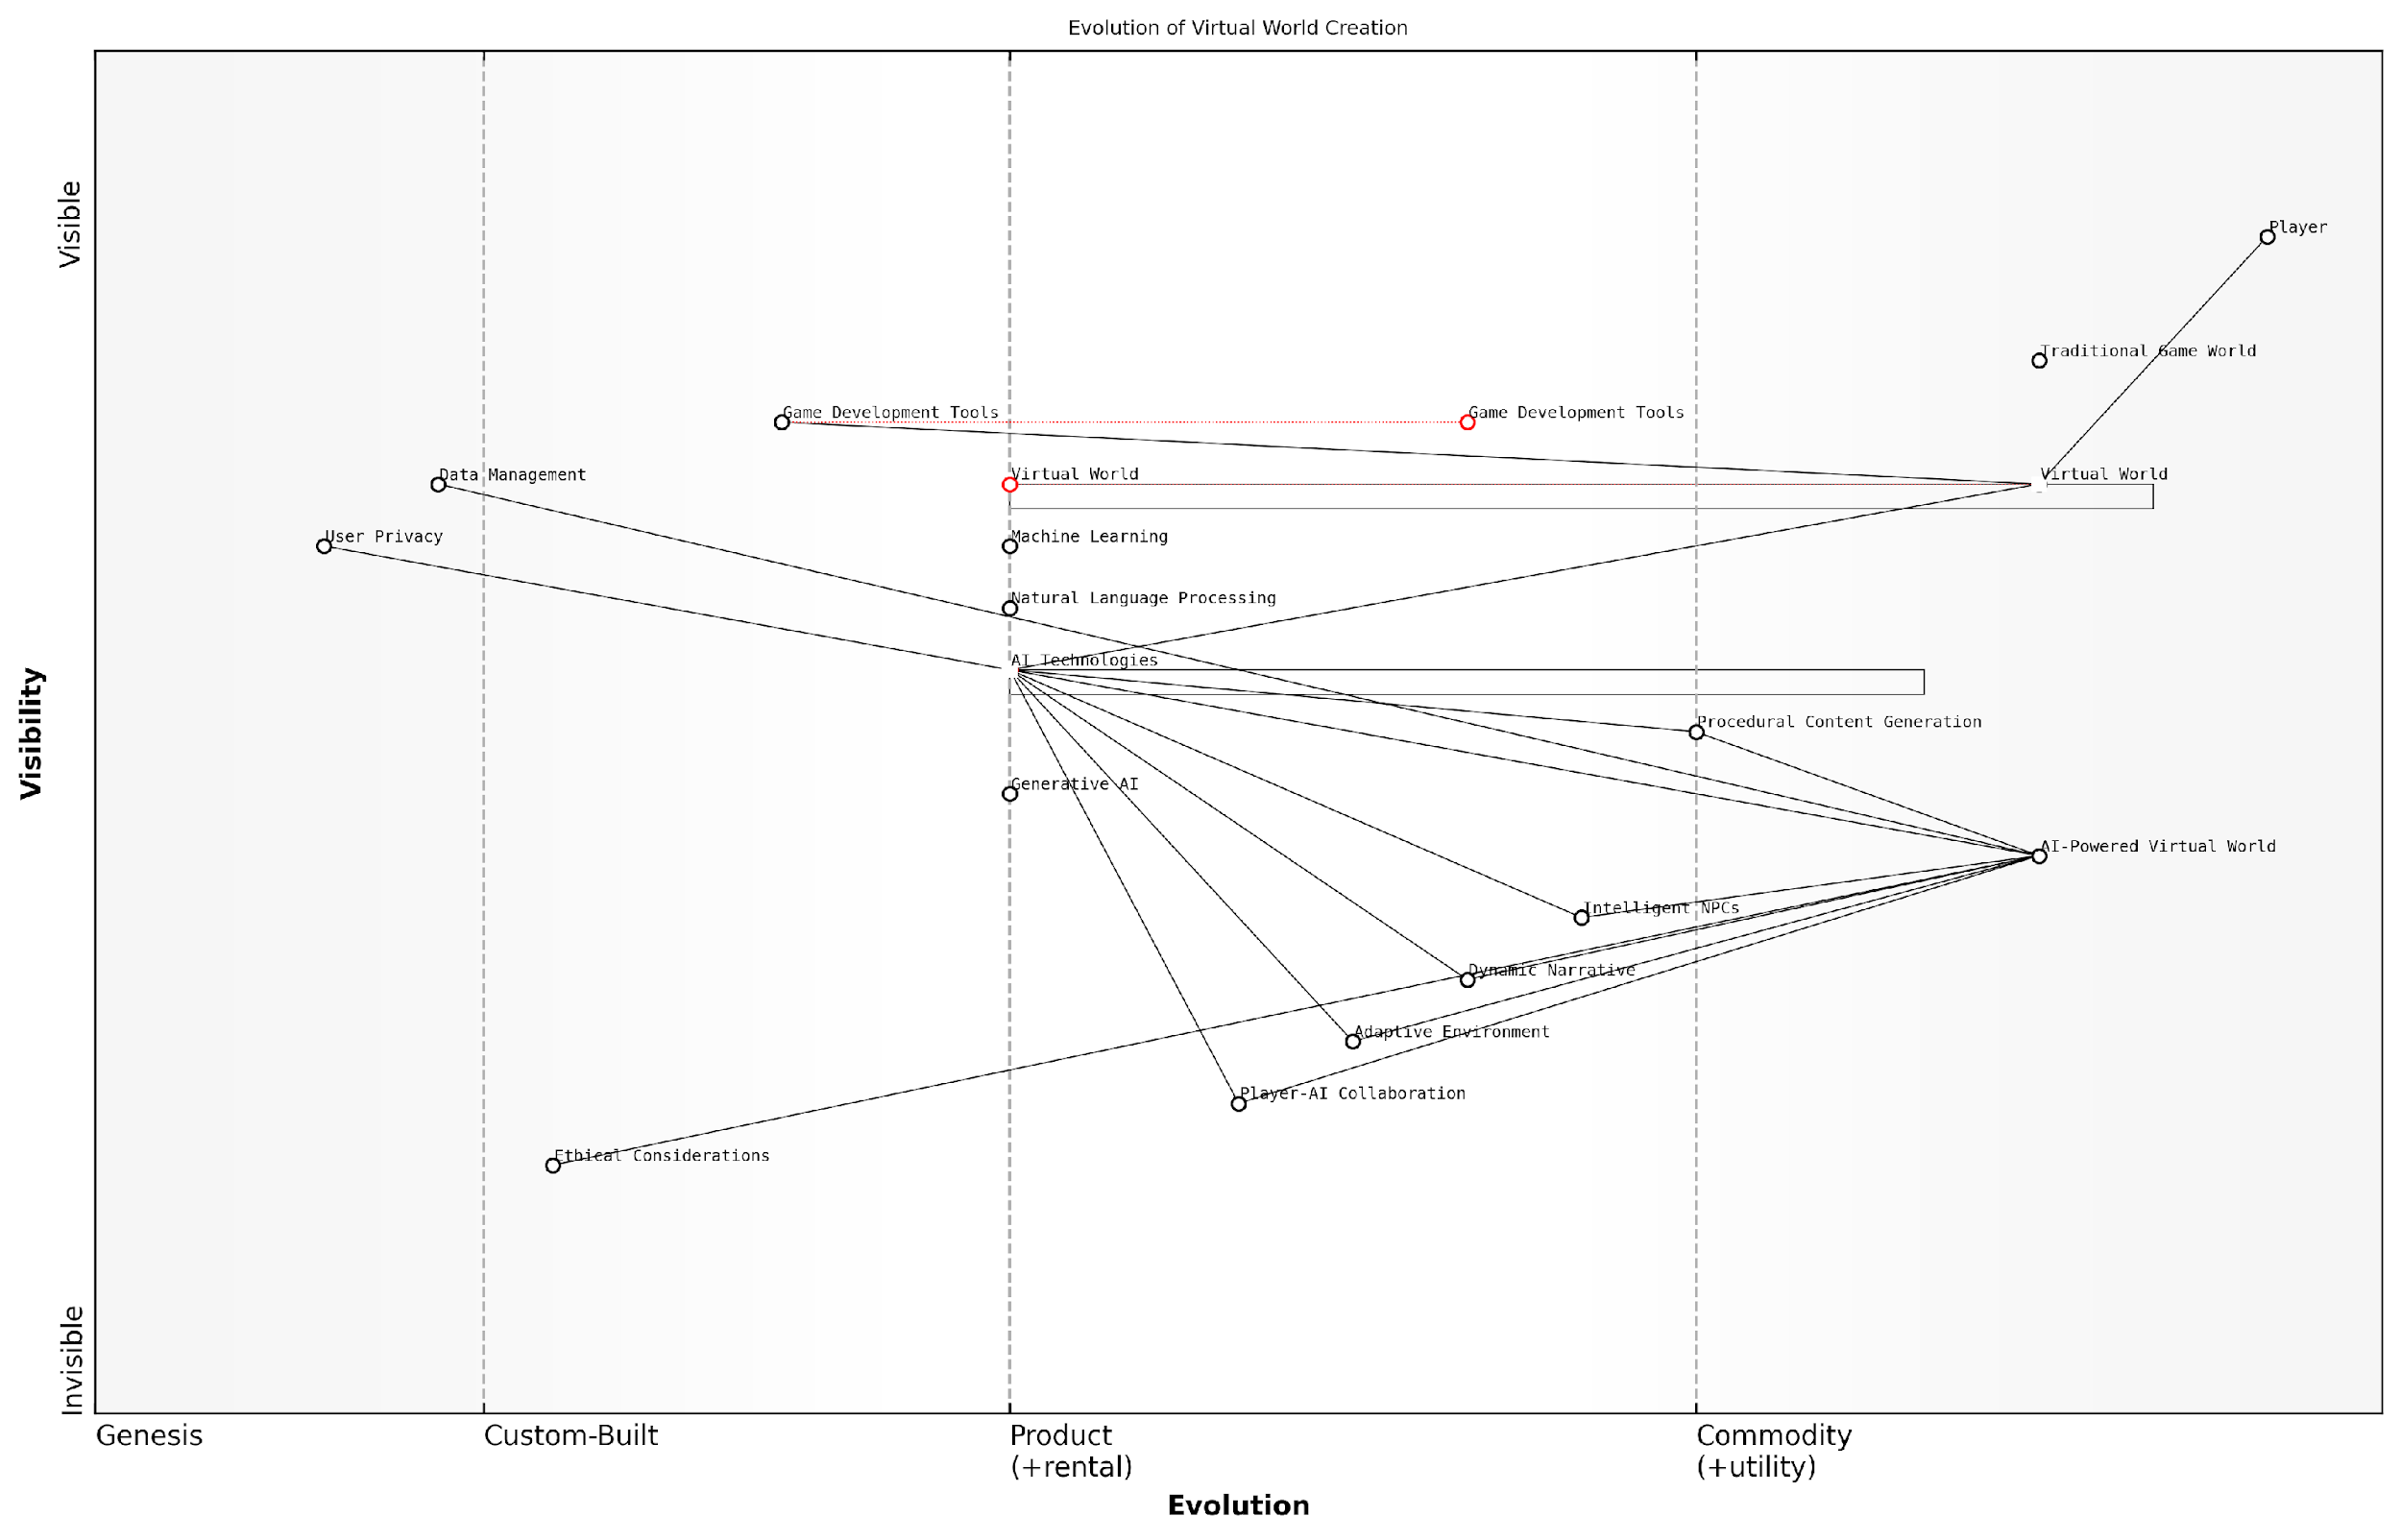 Evolution of Virtual World Creation
Visible
Player
Traditional Game World
Game Development Tools
Game Development Tools
Data Management
Virtual World
Virtual World
User Privacy
Machine Learning
Natural Language Processing
AI Technologies
Visibility
Procedural Content Generation
Generative AI
AI-Powered Virtual World
Intelligent NPCs
Dynamic Narrative
Adaptive Environment
Player-AI Collaboration
Ethical Considerations
Invisible
Genesis
Custom-Built
Product
(+rental)
Commodity
(+utility)
Evolution